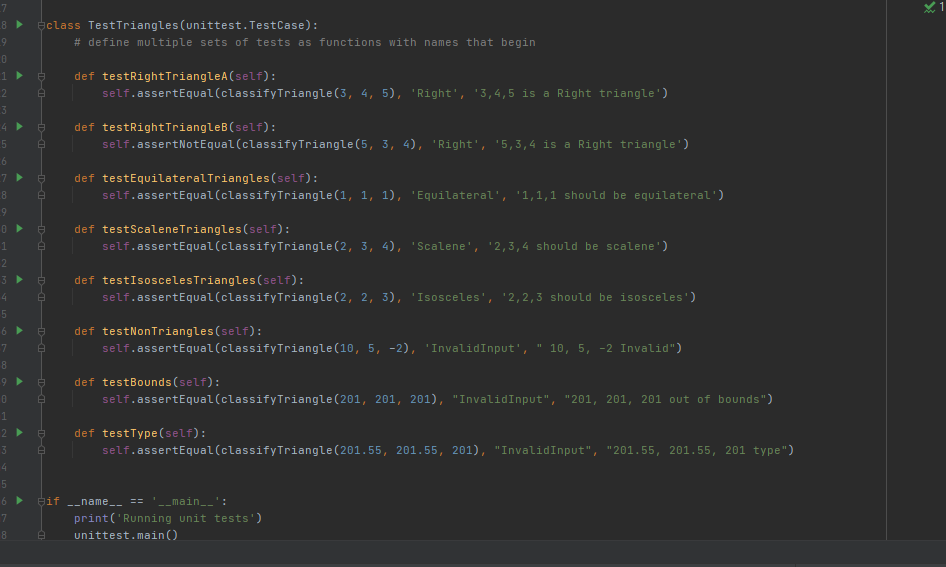 7
8 class TestTriangles(unittest.TestCase):
9 # define multiple sets of tests as functions with names that begin
0
1 def testRightTriangleA(self):
2 self.assertEqual(classifyTriangle(3, 4, 5), 'Right', '3,4,5 is a Right triangle')
3
4 def testRightTriangleB(self):
5 self.assertNotEqual(classifyTriangle(5, 3, 4), 'Right', '5,3,4 is a Right triangle')
6
7 def testEquilateralTriangles(self):
8 self.assertEqual(classifyTriangle(1, 1, 1), 'Equilateral', '1,1,1 should be equilateral')
9
0 def testScaleneTriangles(self):
1 self.assertEqual(classifyTriangle(2, 3, 4), 'Scalene', '2,3,4 should be scalene')
2
3 def testIsoscelesTriangles(self):
4 self.assertEqual(classifyTriangle(2, 2, 3), 'Isosceles', '2,2,3 should be isosceles')
5
6 def testNonTriangles(self):
7 self.assertEqual(classifyTriangle(10, 5, -2), 'InvalidInput', " 10, 5, -2 Invalid")
8
9 def testBounds(self):
0 self.assertEqual(classifyTriangle(201, 201, 201), "InvalidInput", "201, 201, 201 out of bounds")
1
2 def testType(self):
3 self.assertEqual(classifyTriangle(201.55, 201.55, 201), "InvalidInput", "201.55, 201.55, 201 type")
4
5
6 if __name__ == '__main__':
7 print('Running unit tests')
8 unittest.main()
1